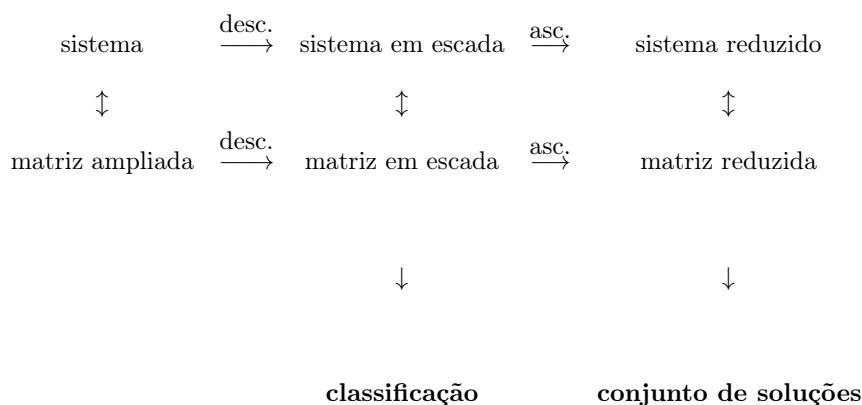 sistema desc. sistema em escada asc. sistema reduzido
matriz ampliada desc. matriz em escada asc. matriz reduzida
classificação conjunto de soluções